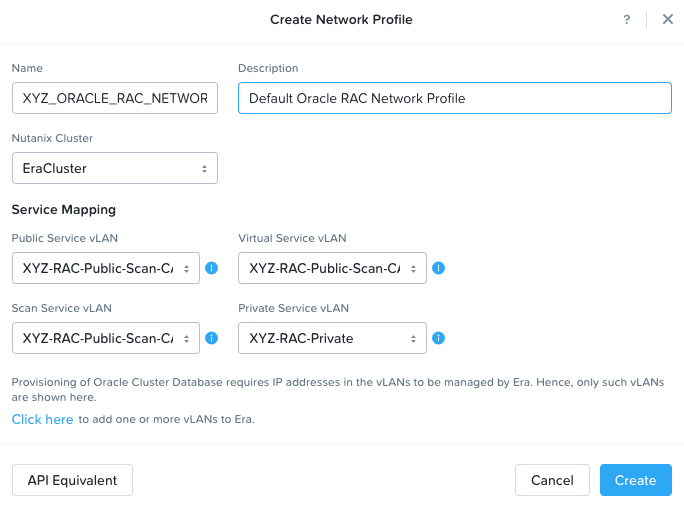 Create Network Profile
?
Name
Description
XYZ_ORACLE_RAC_NETWOR
Default Oracle RAC Network Profile
Nutanix Cluster
EraCluster
Service Mapping
Public Service vLAN
Virtual Service vLAN
XYZ-RAC-Public-Scan-CA
XYZ-RAC-Public-Scan-CA
Scan Service vLAN
Private Service vLAN
XYZ-RAC-Public-Scan-CA
XYZ-RAC-Private
Provisioning of Oracle Cluster Database requires IP addresses in the vLANs to be managed by Era. Hence, only such vLANs
are shown here.
Click here to add one or more vLANs to Era.
API Equivalent
Cancel
Create